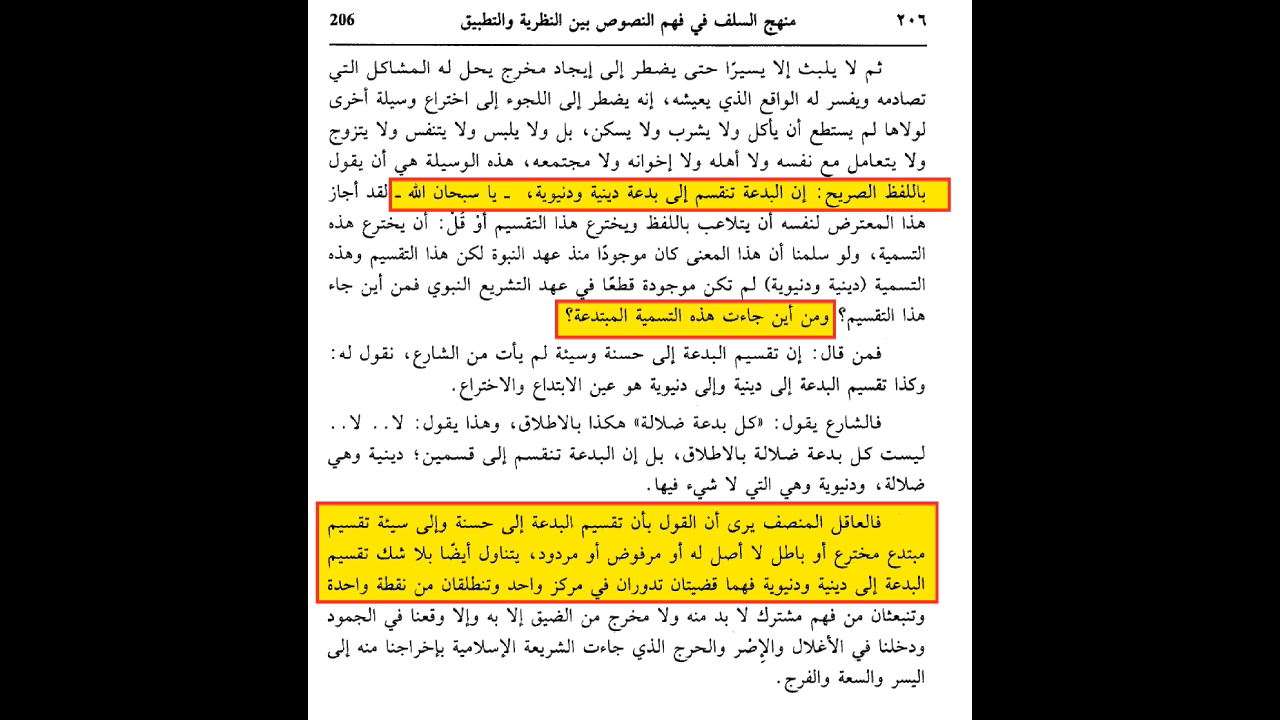 ٢٠٦ منهج السلف في فهم النصوص بين النظرية والتطبيق 206
ثم لا يلبث إلا يسيرًا حتى يضطر إلى إيجاد مخرج يحل له المشاكل التي
تصادمه ويفسر له الواقع الذي يعيشه، إنه يضطر إلى اللجوء إلى اختراع وسيلة أخرى
لولاها لم يستطع أن يأكل ولا يشرب ولا يسكن، بل ولا يلبس ولا يتنفس ولا يتزوج
ولا يتعامل مع نفسه ولا أهله ولا إخوانه ولا مجتمعه، هذه الوسيلة هي أن يقول
باللفظ الصريح: إن البدعة تنقسم إلى بدعة دينية ودنيوية، ـ يا سبحان الله ـ لقد أجاز
هذا المعترض لنفسه أن يتلاعب باللفظ ويخترع هذا التقسيم أوْ قُلْ: أن يخترع هذه
التسمية، ولو سلمنا أن هذا المعنى كان موجودًا منذ عهد النبوة لكن هذا التقسيم وهذه
التسمية (دينية ودنيوية) لم تكن موجودة قطعًا في عهد التشريع النبوي فمن أين جاء
هذا التقسيم؟ ومن أين جاءت هذه التسمية المبتدعة؟
فمن قال: إن تقسيم البدعة إلى حسنة وسيئة لم يأت من الشارع، نقول له:
وكذا تقسيم البدعة إلى دينية وإلى دنيوية هو عين الابتداع والاختراع.
فالشارع يقول: «كل بدعة ضلالة» هكذا بالاطلاق، وهذا يقول: لا.. لا..
ليست كل بدعة ضلالة بالاطلاق، بل إن البدعة تنقسم إلى قسمين؛ دينية وهي
ضلالة، ودنيوية وهي التي لا شيء فيها.
فالعاقل المنصف يرى أن القول بأن تقسيم البدعة إلى حسنة وإلى سيئة تقسيم
مبتدع مخترع أو باطل لا أصل له أو مرفوض أو مردود، يتناول أيضًا بلا شك تقسيم
البدعة إلى دينية ودنيوية فهما قضيتان تدوران في مركز واحد وتنطلقان من نقطة واحدة
وتنبعثان من فهم مشترك لا بد منه ولا مخرج من الضيق إلا به وإلا وقعنا في الجمود
ودخلنا في الأغلال والإِصْر والحرج الذي جاءت الشريعة الإسلامية بإخراجنا منه إلى
اليسر والسعة والفرج.